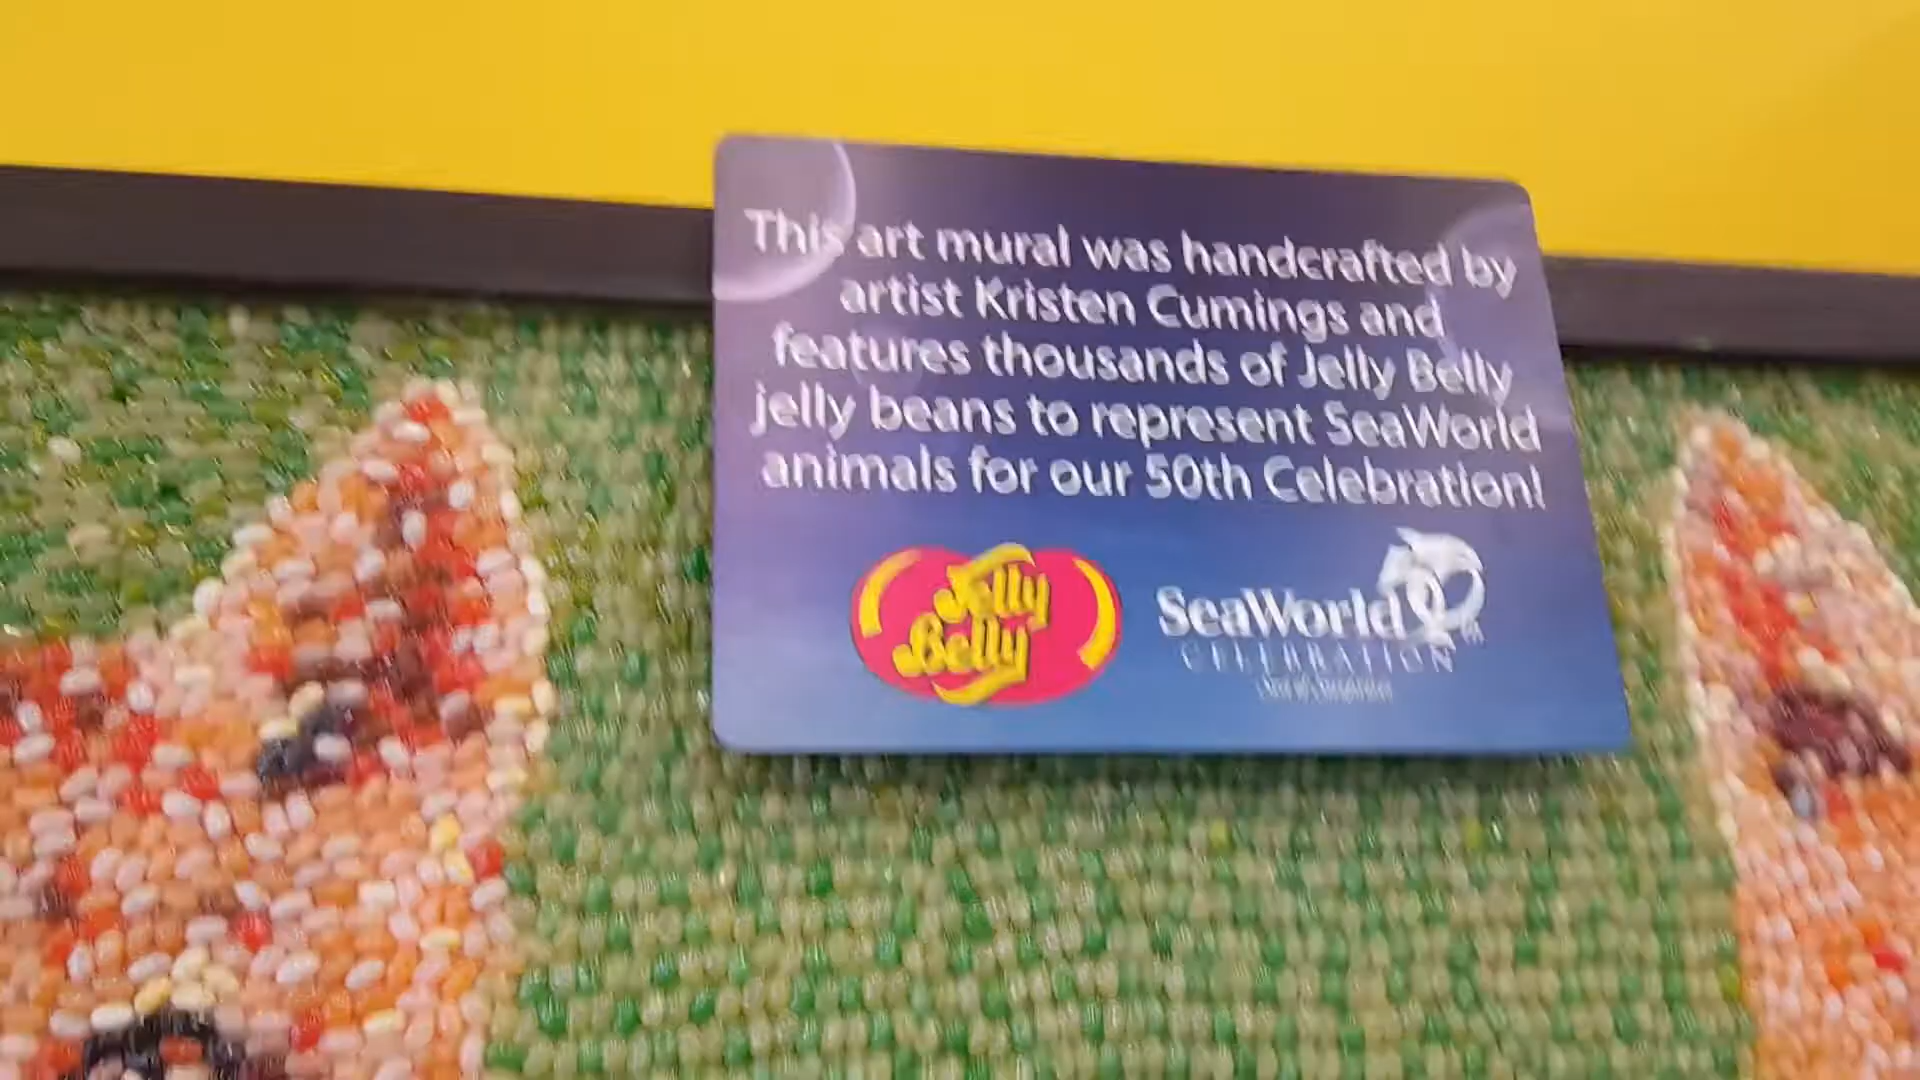 This art mural was handcrafted by
artist Kristen Cumings and
features thousands of Jelly Belly
jelly beans to represent SeaWorld
animals for our 50th Celebration!
Jelly
Belly
SeaWorld
CELEBRATION